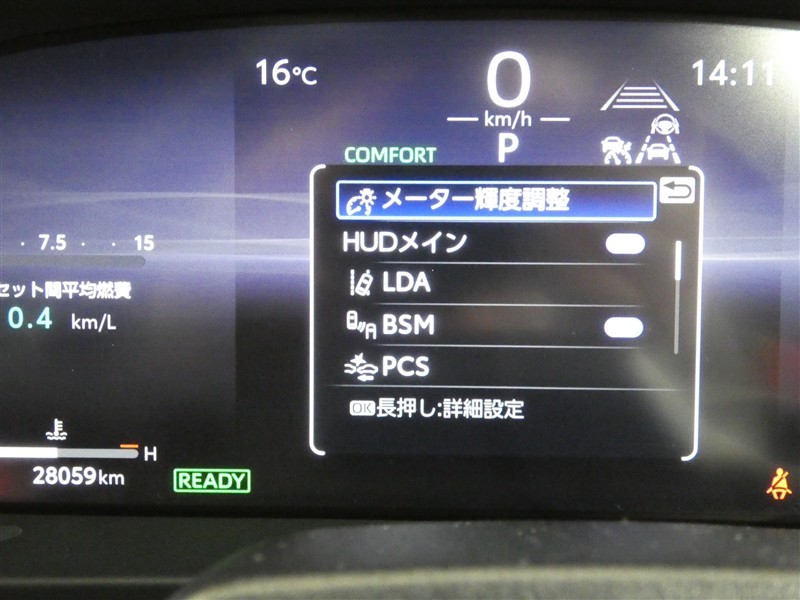 16℃
0
km/h
14:11
P
COMFORT
メーター輝度調整
HUDメイン
LDA
BSM
PCS
OK長押し:詳細設定
7.5 15
セット間平均燃費
0.4 km/L
H
28059km
READY